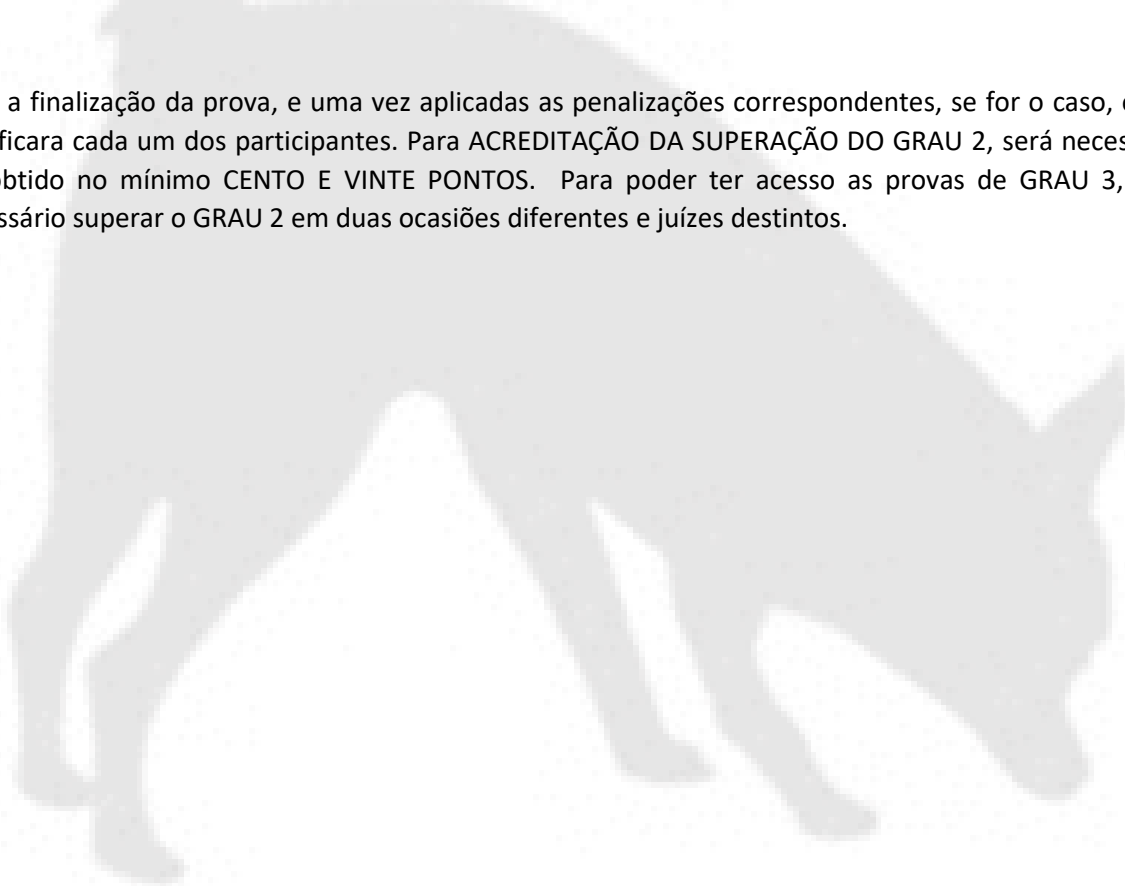 a finalização da prova, e uma vez aplicadas as penalizações correspondentes, se for o caso,
cada um dos participantes. Para ACREDITAÇÃO DA SUPERAÇÃO DO GRAU 2, será
no mínimo CENTO E VINTE PONTOS. Para poder ter acesso as provas de GRAU 3,
superar o GRAU 2 em duas ocasiões diferentes e juízes destintos.